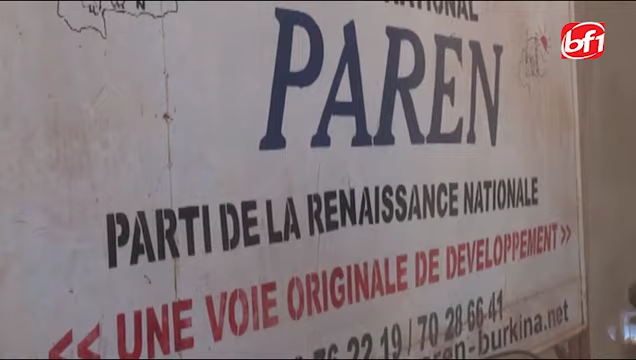 bf1
PAREN
PARTI DE LA RENAISSANCE NATIONALE
<< UNE VOIE ORIGINALE DE DEVELOPPEMENT >>
76 22 19 / 70 28 66 41
ren-burkina.net